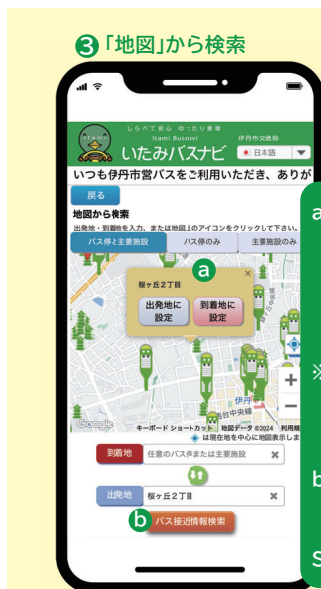 ❸「地図」から検索
しらべて安心 ゆったり乗車
Itami Busnavi
いたみバスナビ
伊丹市交通局
日本語
いつも伊丹市営バスをご利用いただき、ありが
戻る
地図から検索
出発地・到着地を入力、または地図上のアイコンをクリックして下さい。
バス停と主要施設 バス停のみ 主要施設のみ
a
桜ヶ丘2丁目 ×
出発地に設定
到着地に設定
a
※
伊丹
+
−
Google
キーボード ショートカット 地図データ ©2024 利用規
は現在地を中心に地図表示しま
到着地 任意のバス停または主要施設 ×
出発地 桜ヶ丘2丁目 ×
b
b バス接近情報検索
S